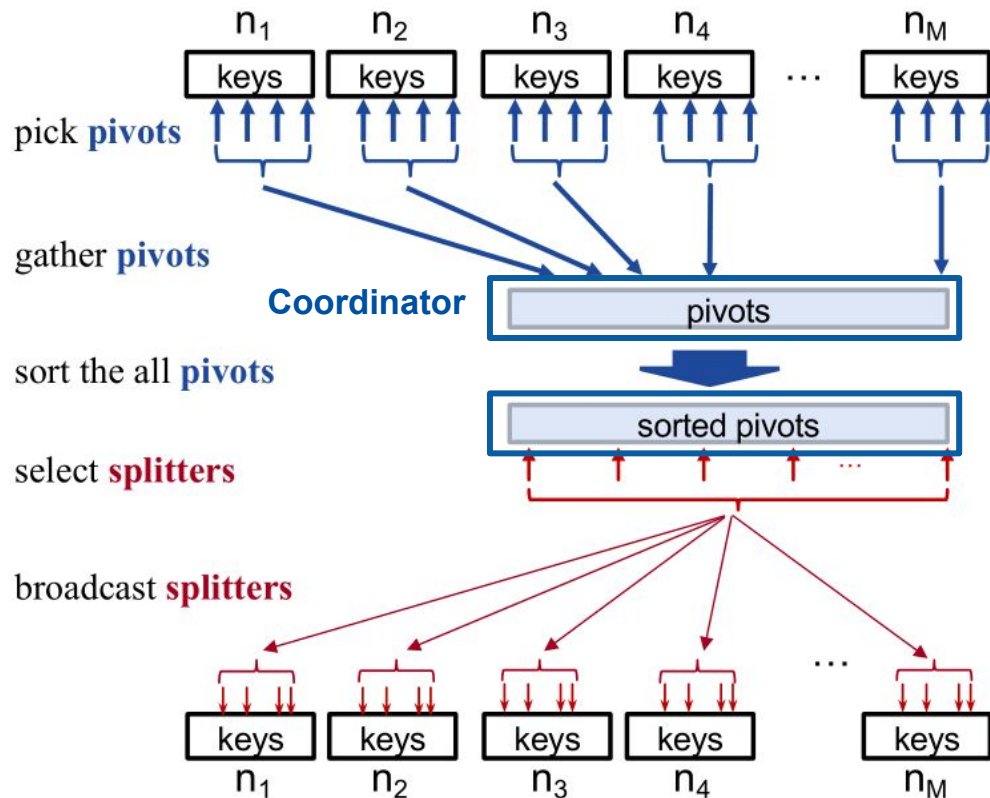 n1 n2 n3 n4 nM
keys keys keys keys ... keys
pick pivots
gather pivots
Coordinator
pivots
sort the all pivots
sorted pivots
select splitters
...
broadcast splitters
...
keys keys keys keys keys
n1 n2 n3 n4 nM